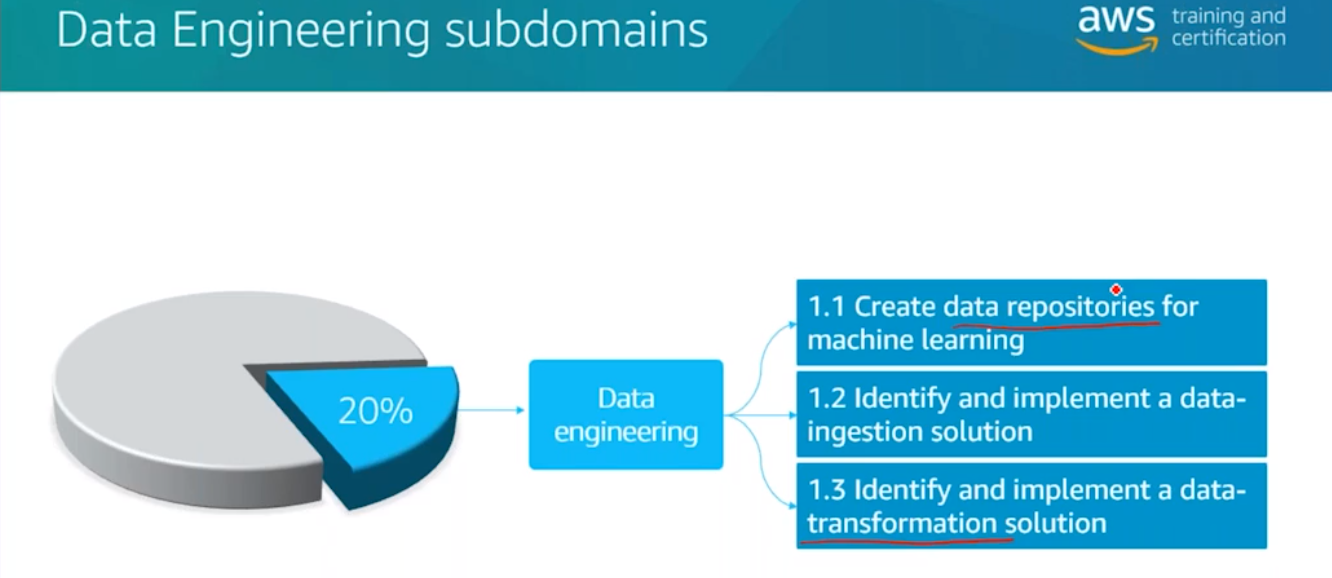 Data Engineering subdomains
aws training and
certification
20%
Data
engineering
1.1 Create data repositories for
machine learning
1.2 Identify and implement a data-
ingestion solution
1.3 Identify and implement a data-
transformation solution